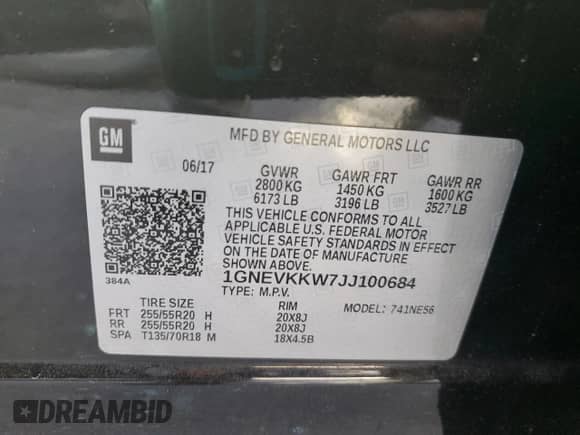 GM
MFD BY GENERAL MOTORS LLC
06/17
GVWR GAWR FRT GAWR RR
2800 KG 1450 KG 1600 KG
6173 LB 3196 LB 3527 LB
THIS VEHICLE CONFORMS TO ALL
APPLICABLE U.S. FEDERAL MOTOR
VEHICLE SAFETY STANDARDS IN EFFECT
ON THE DATE OF MANUFACTURE SHOWN ABOVE.
384A
1GNEVKKW7JJ100684
TYPE: M.P.V. MODEL: 741NE56
TIRE SIZE RIM
FRT 255/55R20 H 20X8J
RR 255/55R20 H 20X8J
SPA T135/70R18 M 18X4.5B
DREAMBID